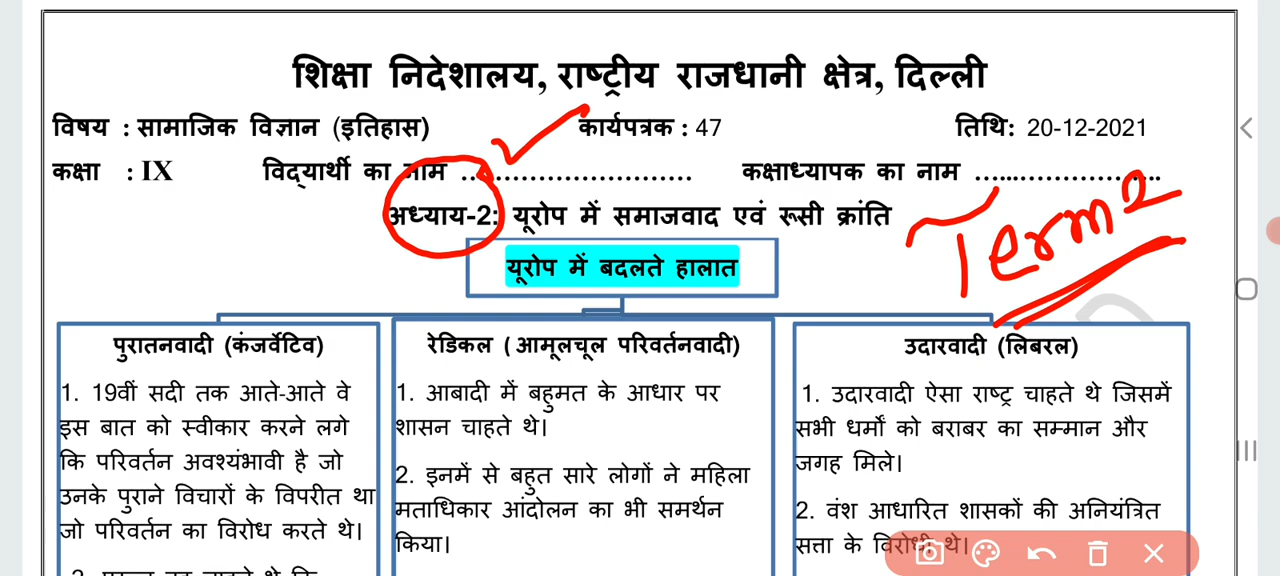 शिक्षा निदेशालय, राष्ट्रीय राजधानी क्षेत्र, दिल्ली
विषय : सामाजिक विज्ञान (इतिहास) कार्यपत्रक : 47 तिथि: 20-12-2021
कक्षा : IX विद्यार्थी का नाम ............................ कक्षाध्यापक का नाम ........................
अध्याय-2: यूरोप में समाजवाद एवं रूसी क्रांति
Term 2
यूरोप में बदलते हालात
पुरातनवादी (कंजर्वेटिव)
1. 19वीं सदी तक आते-आते वे
इस बात को स्वीकार करने लगे
कि परिवर्तन अवश्यंभावी है जो
उनके पुराने विचारों के विपरीत था
जो परिवर्तन का विरोध करते थे।
रेडिकल ( आमूलचूल परिवर्तनवादी)
1. आबादी में बहुमत के आधार पर
शासन चाहते थे।
2. इनमें से बहुत सारे लोगों ने महिला
मताधिकार आंदोलन का भी समर्थन
किया।
उदारवादी (लिबरल)
1. उदारवादी ऐसा राष्ट्र चाहते थे जिसमें
सभी धर्मों को बराबर का सम्मान और
जगह मिले।
2. वंश आधारित शासकों की अनियंत्रित
सत्ता के विरोधी थे।